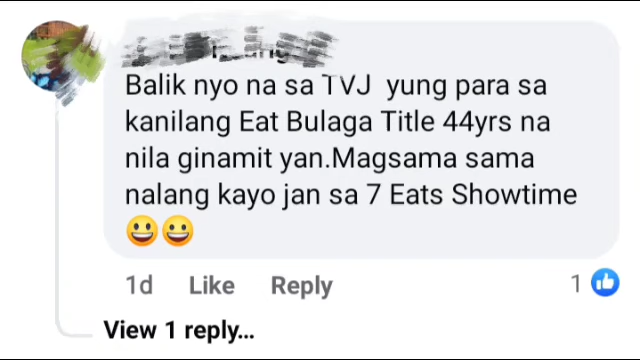 Balik nyo na sa TVJ yung para sa
kanilang Eat Bulaga Title 44yrs na
nila ginamit yan.Magsama sama
nalang kayo jan sa 7 Eats Showtime
😃😃
1d Like Reply 1
View 1 reply...